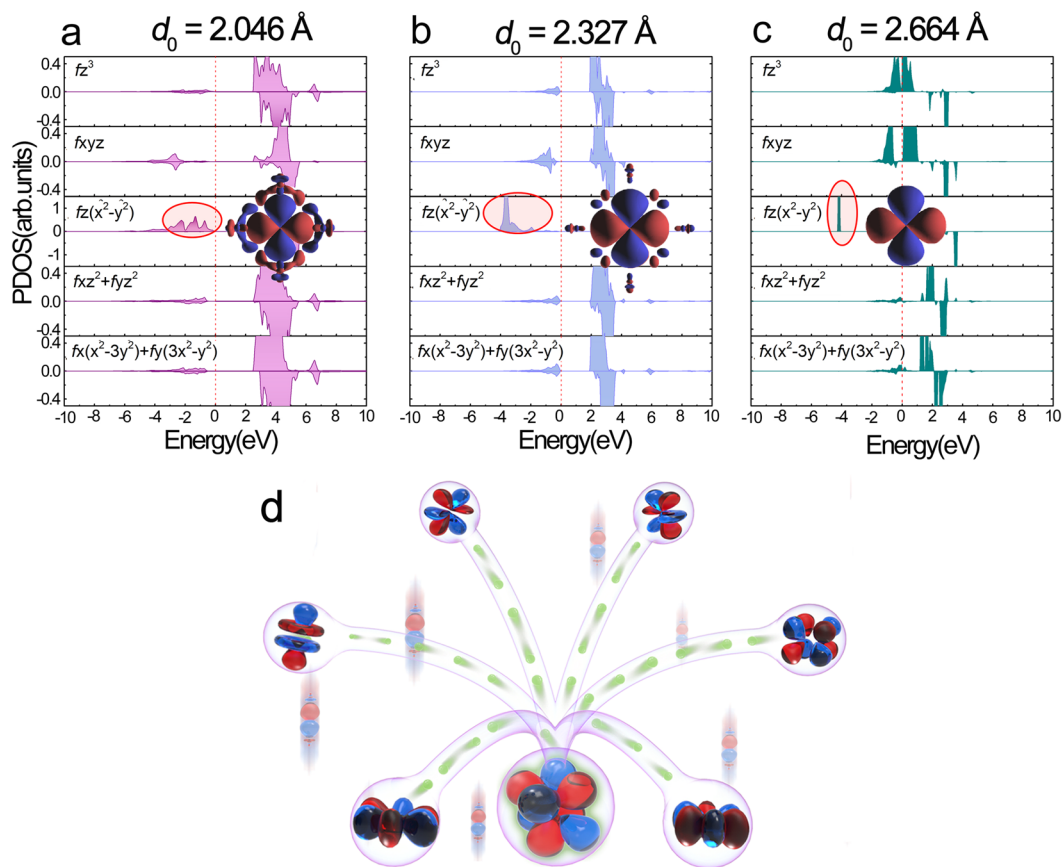 a b c
d₀ = 2.046 Å d₀ = 2.327 Å d₀ = 2.664 Å
PDOS(arb.units)
0.4 fz³
0.0
-0.4
0.4 fxyz
0.0
-0.4
1 fz(x²-y²)
0
-1
0.4 fxz²+fyz²
0.0
-0.4
0.4 fx(x²-3y²)+fy(3x²-y²)
0.0
-0.4
-10 -8 -6 -4 -2 0 2 4 6 8 10
Energy(eV)
fz³
fxyz
fz(x²-y²)
fxz²+fyz²
fx(x²-3y²)+fy(3x²-y²)
-10 -8 -6 -4 -2 0 2 4 6 8 10
Energy(eV)
fz³
fxyz
fz(x²-y²)
fxz²+fyz²
fx(x²-3y²)+fy(3x²-y²)
-10 -8 -6 -4 -2 0 2 4 6 8 10
Energy(eV)
d